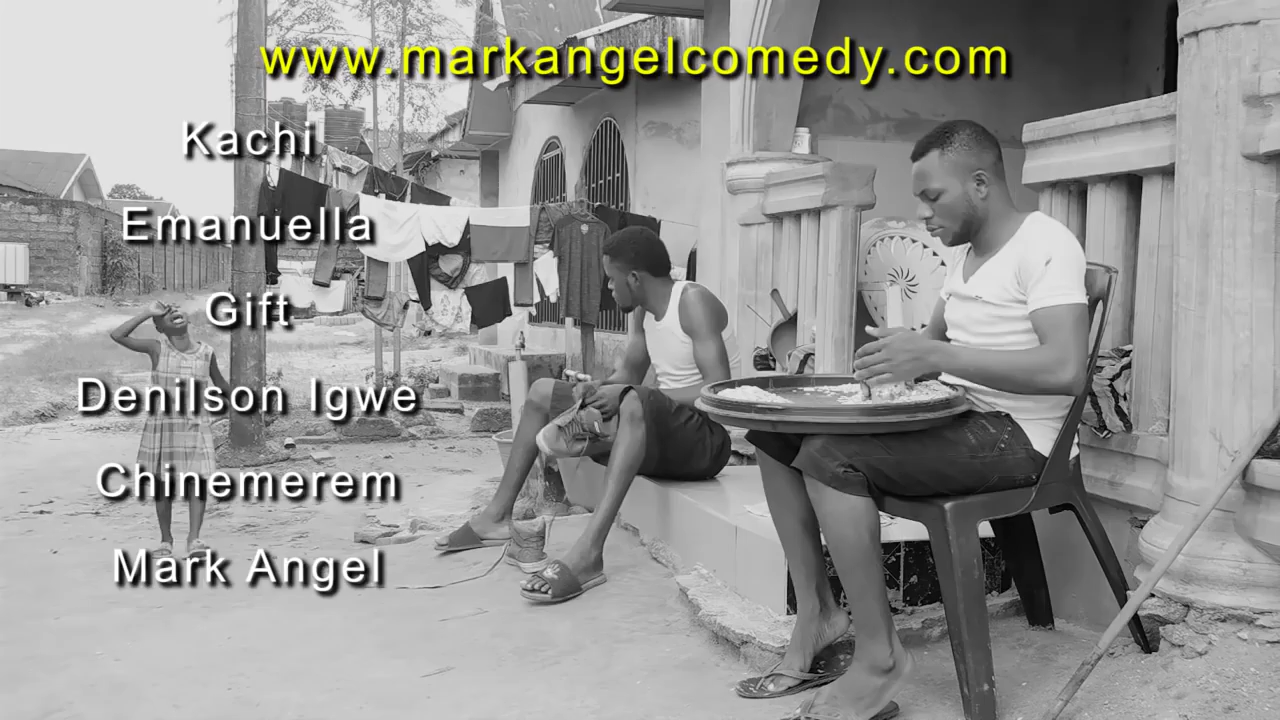 www.markangelcomedy.com
Kachi
Emanuella
Gift
Denilson Igwe
Chinemerem
Mark Angel